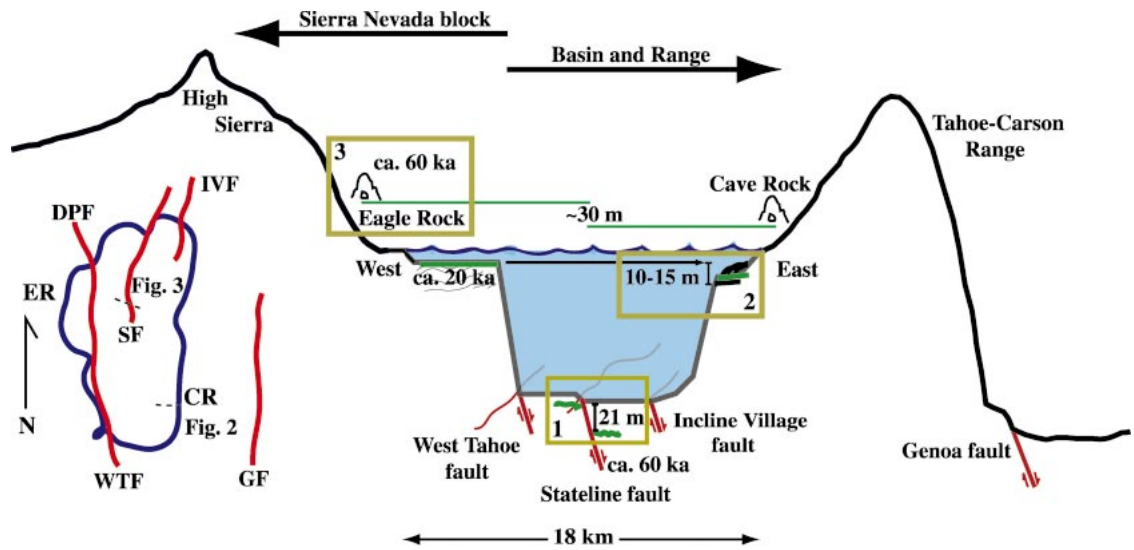 Sierra Nevada block
Basin and Range
High
Sierra
Tahoe-Carson
Range
3
ca. 60 ka
Eagle Rock
Cave Rock
~30 m
West
East
ca. 20 ka
10-15 m
2
IVF
DPF
ER
Fig. 3
SF
CR
Fig. 2
N
WTF
GF
1
21 m
West Tahoe
fault
Incline Village
fault
ca. 60 ka
Stateline fault
Genoa fault
18 km